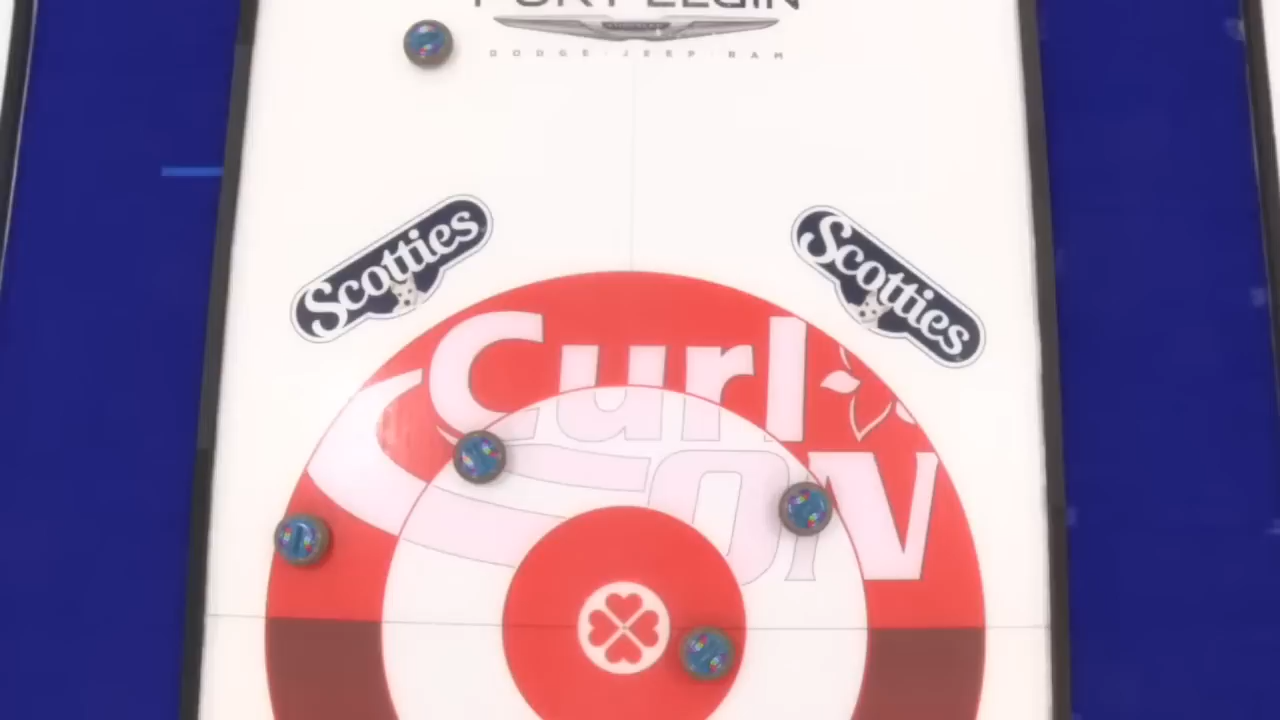 PORT ELGIN
DODGE · JEEP · RAM
Scotties
Scotties
Curl
ON